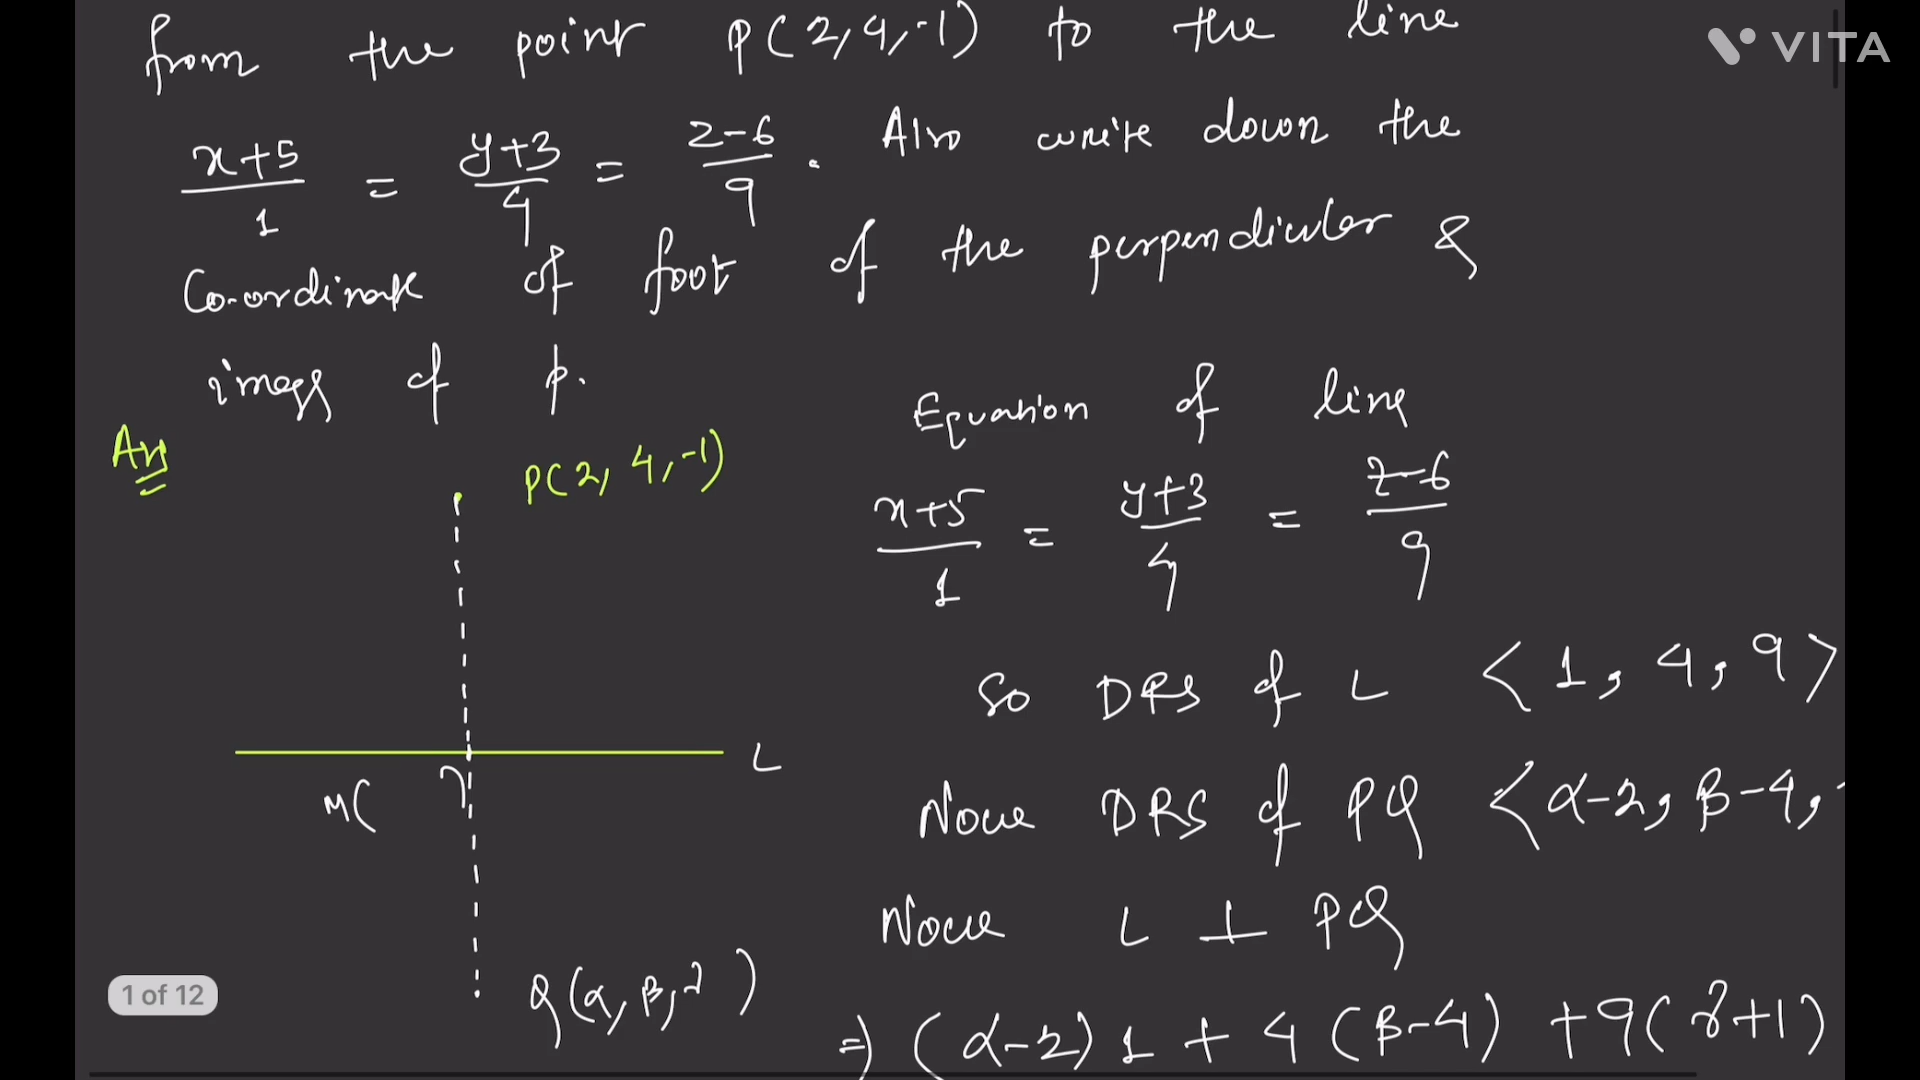 from the point P(2,4,-1) to the line
VITA
x+5/1 = y+3/4 = z-6/9 . Also write down the
Co-ordinate of foot of the perpendicular &
image of P.
Ans
P(2, 4, -1)
Equation of line
x+5/1 = y+3/4 = z-6/9
So DRS of L <1, 4, 9>
L
M( )
Now DRS of PQ <α-2, β-4,
Now L ⊥ PQ
1 of 12
Q(α, β, γ)
⇒ (α-2)1 + 4(β-4) + 9(γ+1)